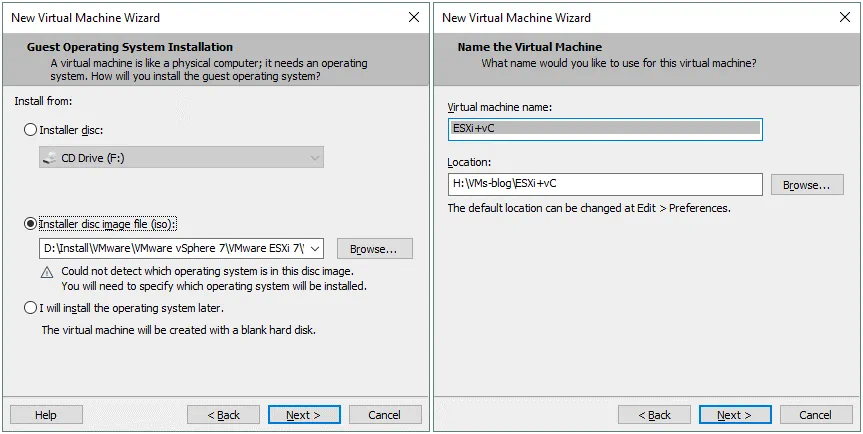 New Virtual Machine Wizard
Guest Operating System Installation
A virtual machine is like a physical computer; it needs an operating
system. How will you install the guest operating system?
Install from:
Installer disc:
CD Drive (F:)
Installer disc image file (iso):
D:\Install\VMware\VMware vSphere 7\VMware ESXi 7\
Browse...
Could not detect which operating system is in this disc image.
You will need to specify which operating system will be installed.
I will install the operating system later.
The virtual machine will be created with a blank hard disk.
Help
< Back
Next >
Cancel
New Virtual Machine Wizard
Name the Virtual Machine
What name would you like to use for this virtual machine?
Virtual machine name:
ESXi+vC
Location:
H:\VMs-blog\ESXi+vC
Browse...
The default location can be changed at Edit > Preferences.
< Back
Next >
Cancel